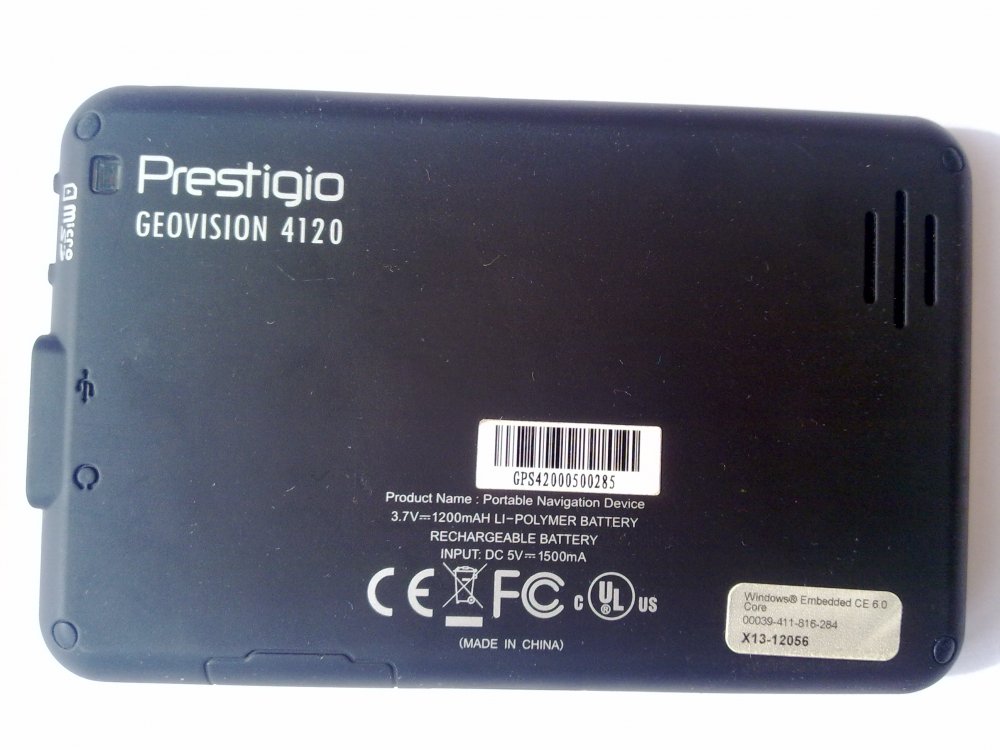 Prestigio
GEOVISION 4120
micro
GPS42000500285
Product Name : Portable Navigation Device
3.7V⎓1200mAH LI-POLYMER BATTERY
RECHARGEABLE BATTERY
INPUT: DC 5V⎓1500mA
CE FC c UL us
(MADE IN CHINA)
Windows® Embedded CE 6.0
Core
00039-411-816-284
X13-12056